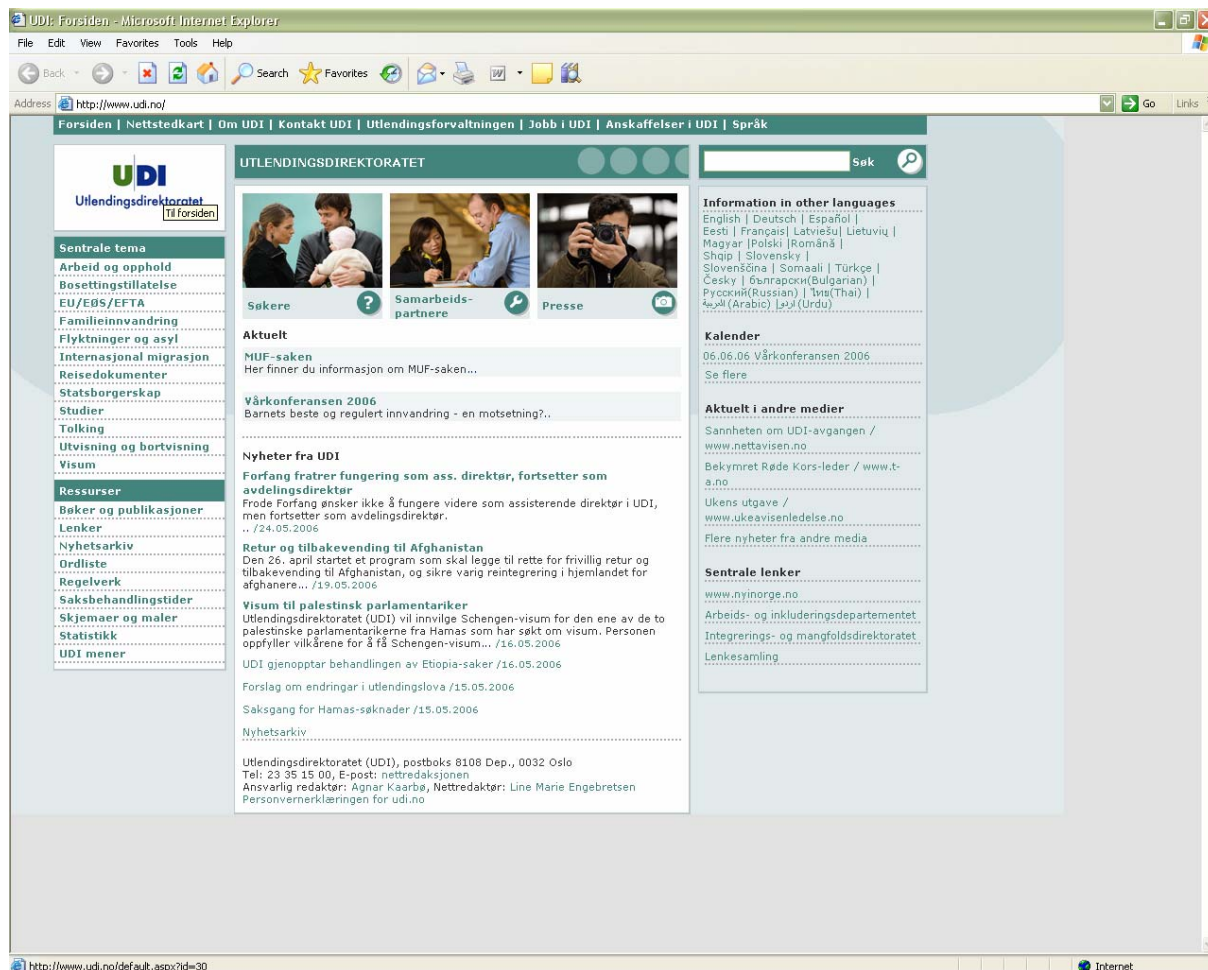 UDI: Forsiden - Microsoft Internet Explorer
File Edit View Favorites Tools Help
Back Search Favorites
Address http://www.udi.no/ Go Links
Forsiden | Nettstedkart | Om UDI | Kontakt UDI | Utlendingsforvaltningen | Jobb i UDI | Anskaffelser i UDI | Språk
UDI
Utlendingsdirektoratet
Til forsiden
Sentrale tema
Arbeid og opphold
Bosettingstillatelse
EU/EØS/EFTA
Familieinnvandring
Flyktninger og asyl
Internasjonal migrasjon
Reisedokumenter
Statsborgerskap
Studier
Tolking
Utvisning og bortvisning
Visum
Ressurser
Bøker og publikasjoner
Lenker
Nyhetsarkiv
Ordliste
Regelverk
Saksbehandlingstider
Skjemaer og maler
Statistikk
UDI mener
UTLENDINGSDIREKTORATET
Søkere
Samarbeids-
partnere
Presse
Aktuelt
MUF-saken
Her finner du informasjon om MUF-saken...
Vårkonferansen 2006
Barnets beste og regulert innvandring - en motsetning?..
Nyheter fra UDI
Forfang fratrer fungering som ass. direktør, fortsetter som
avdelingsdirektør
Frode Forfang ønsker ikke å fungere videre som assisterende direktør i UDI,
men fortsetter som avdelingsdirektør.
.. /24.05.2006
Retur og tilbakevending til Afghanistan
Den 26. april startet et program som skal legge til rette for frivillig retur og
tilbakevending til Afghanistan, og sikre varig reintegrering i hjemlandet for
afghanere... /19.05.2006
Visum til palestinsk parlamentariker
Utlendingsdirektoratet (UDI) vil innvilge Schengen-visum for den ene av de to
palestinske parlamentarikerne fra Hamas som har søkt om visum. Personen
oppfyller vilkårene for å få Schengen-visum... /16.05.2006
UDI gjenopptar behandlingen av Etiopia-saker /16.05.2006
Forslag om endringar i utlendingslova /15.05.2006
Saksgang for Hamas-søknader /15.05.2006
Nyhetsarkiv
Utlendingsdirektoratet (UDI), postboks 8108 Dep., 0032 Oslo
Tel: 23 35 15 00, E-post: nettredaksjonen
Ansvarlig redaktør: Agnar Kaarbø, Nettredaktør: Line Marie Engebretsen
Personvernerklæringen for udi.no
Søk
Information in other languages
English | Deutsch | Español |
Eesti | Français| Latviešu| Lietuvių |
Magyar |Polski |Română |
Shqip | Slovensky |
Slovenščina | Somaali | Türkçe |
Česky | български(Bulgarian) |
Русский(Russian) | ไทย(Thai) |
العربية (Arabic) | اردو (Urdu)
Kalender
06.06.06 Vårkonferansen 2006
Se flere
Aktuelt i andre medier
Sannheten om UDI-avgangen /
www.nettavisen.no
Bekymret Røde Kors-leder / www.t-
a.no
Ukens utgave /
www.ukeavisenledelse.no
Flere nyheter fra andre media
Sentrale lenker
www.nyinorge.no
Arbeids- og inkluderingsdepartementet
Integrerings- og mangfoldsdirektoratet
Lenkesamling
http://www.udi.no/default.aspx?id=30
Internet